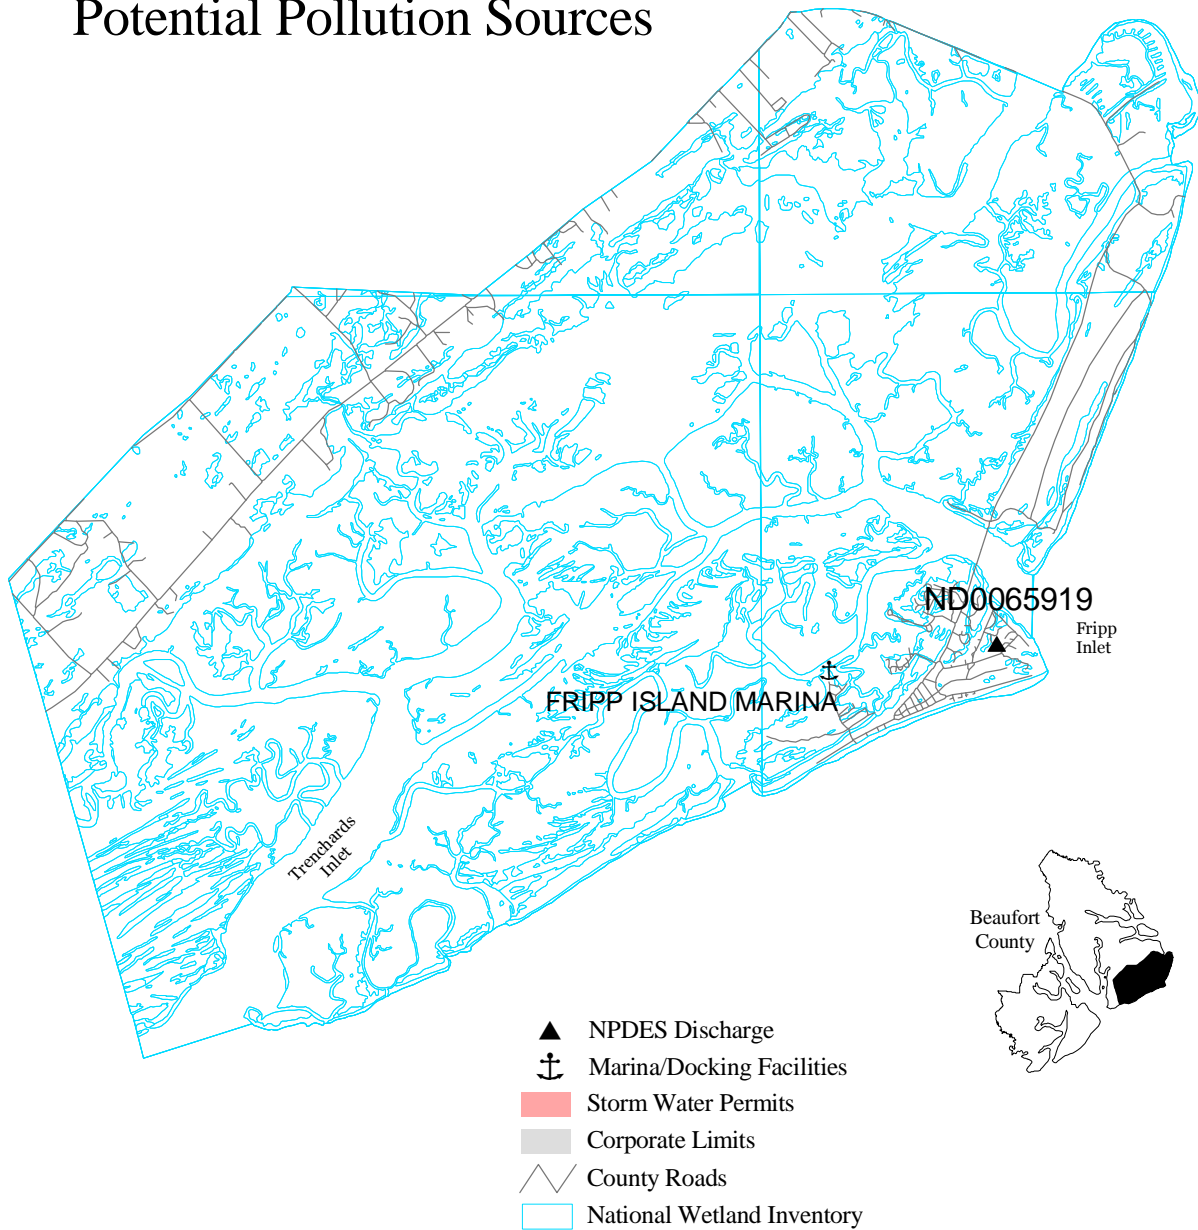 Potential Pollution Sources
ND0065919
Fripp
Inlet
FRIPP ISLAND MARINA
Trenchards
Inlet
Beaufort
County
NPDES Discharge
Marina/Docking Facilities
Storm Water Permits
Corporate Limits
County Roads
National Wetland Inventory